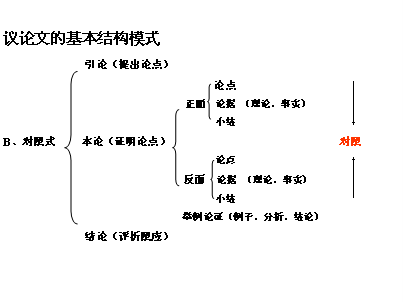 议论文的基本结构模式
引论（提出论点）
论点
正面
论据 （理论．事实）
小结
B、对照式
本论（证明论点）
对照
论点
反面
论据 （理论．事实）
小结
举例论证（例子．分析．结论）
结论（评析照应）